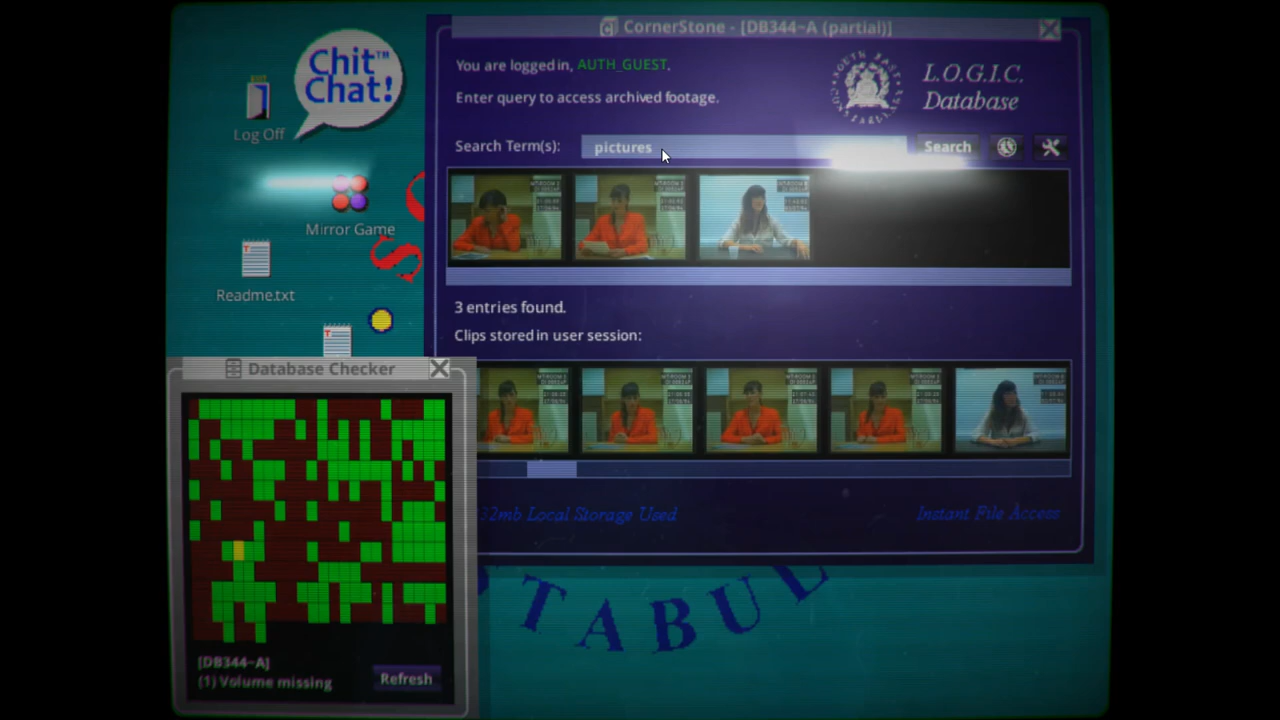 CornerStone - [DB344-A (partial)]
Chit Chat!™
Log Off
You are logged in, AUTH_GUEST.
Enter query to access archived footage.
L.O.G.I.C.
Database
Search Term(s):
pictures
Search
Mirror Game
Readme.txt
3 entries found.
Clips stored in user session:
Database Checker
32mb Local Storage Used
Instant File Access
TABUL
[DB344-A]
(1) Volume missing
Refresh